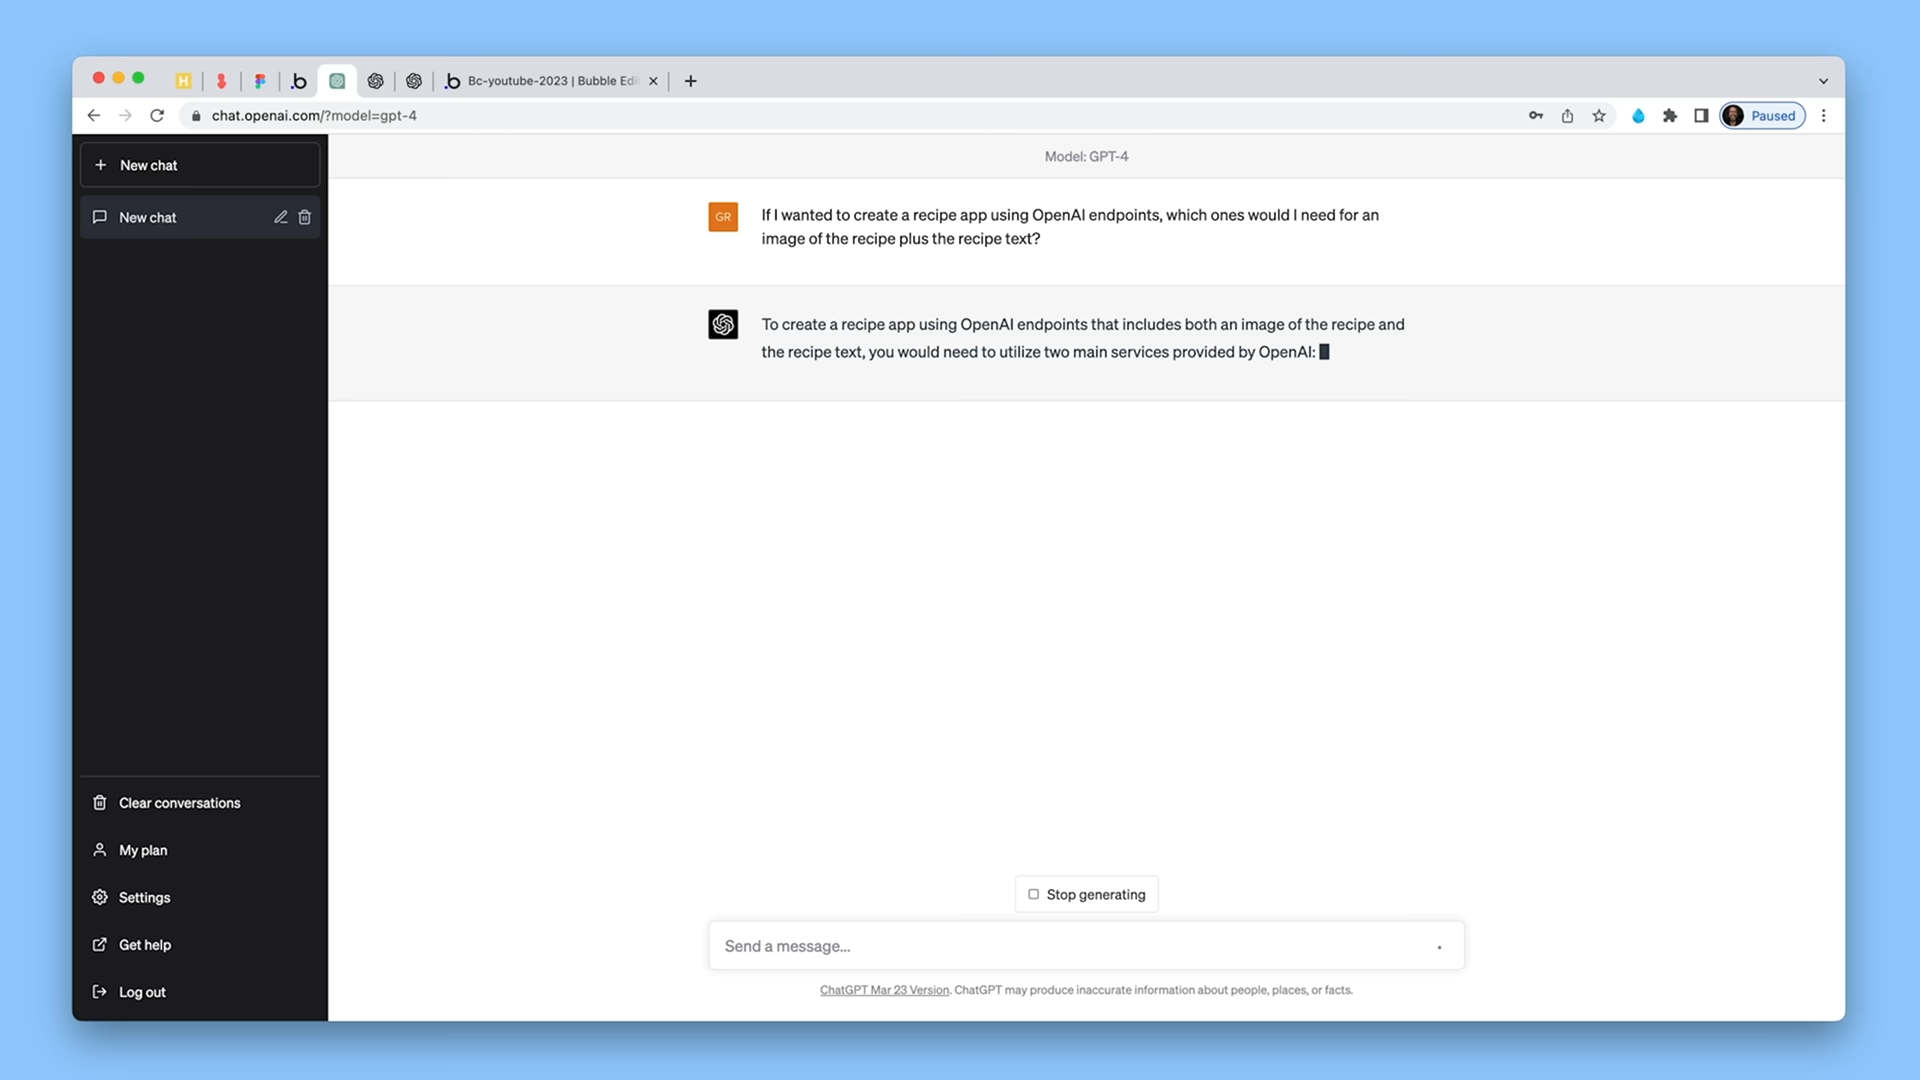 H
b
b Bc-youtube-2023 | Bubble Edi
chat.openai.com/?model=gpt-4
Paused
New chat
New chat
Model: GPT-4
GR
If I wanted to create a recipe app using OpenAI endpoints, which ones would I need for an
image of the recipe plus the recipe text?
To create a recipe app using OpenAI endpoints that includes both an image of the recipe and
the recipe text, you would need to utilize two main services provided by OpenAI:
Clear conversations
My plan
Settings
Get help
Log out
Stop generating
Send a message...
ChatGPT Mar 23 Version. ChatGPT may produce inaccurate information about people, places, or facts.